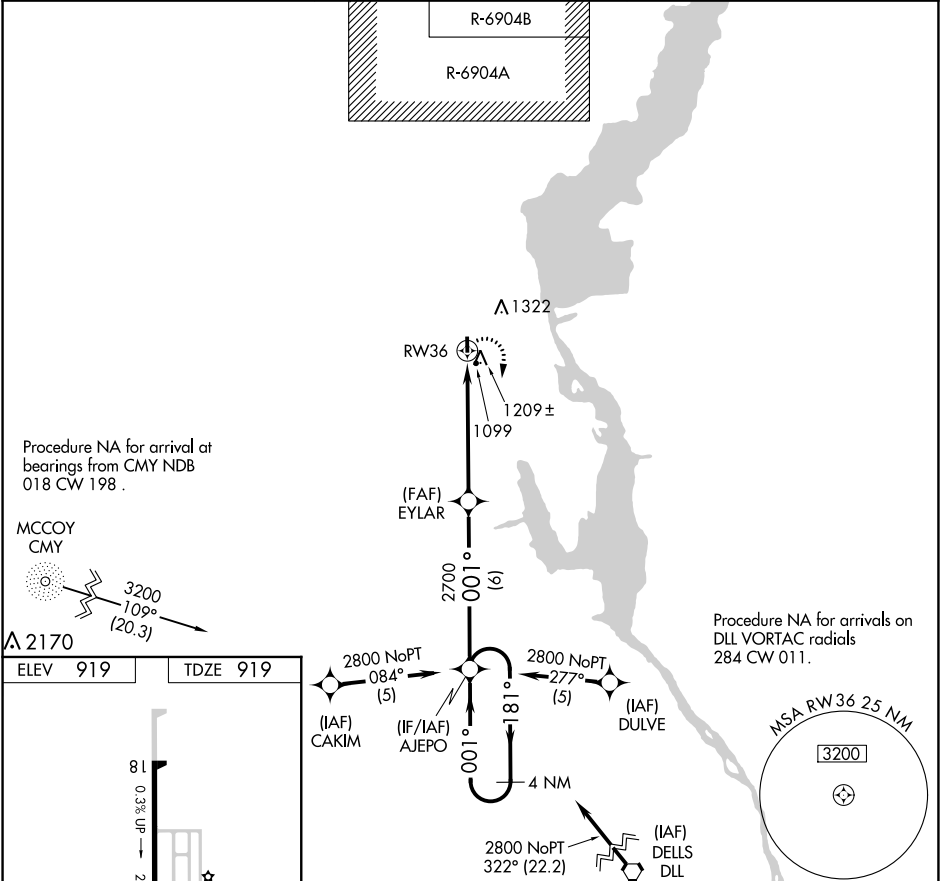 R-6904B
R-6904A
1322
RW36
1209 ±
1099
Procedure NA for arrival at
bearings from CMY NDB
018 CW 198 .
(FAF)
EYLAR
MCCOY
CMY
3200
109°
(20.3)
2700
001°
(6)
2170
Procedure NA for arrivals on
DLL VORTAC radials
284 CW 011.
ELEV 919
TDZE 919
2800 NoPT
084°
(5)
2800 NoPT
277°
(5)
(IAF)
CAKIM
(IF/IAF)
AJEPO
001°
181°
(IAF)
DULVE
MSA RW36 25 NM
3200
4 NM
18
0.3% UP
2
2800 NoPT
322° (22.2)
(IAF)
DELLS
DLL